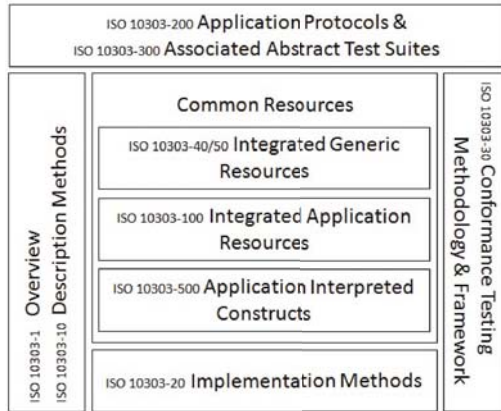 ISO 10303-200 Application Protocols &
ISO 10303-300 Associated Abstract Test Suites
ISO 10303-1 Overview
ISO 10303-10 Description Methods
Common Resources
ISO 10303-40/50 Integrated Generic
Resources
ISO 10303-100 Integrated Application
Resources
ISO 10303-500 Application Interpreted
Constructs
ISO 10303-20 Implementation Methods
ISO 10303-30 Conformance Testing
Methodology & Framework